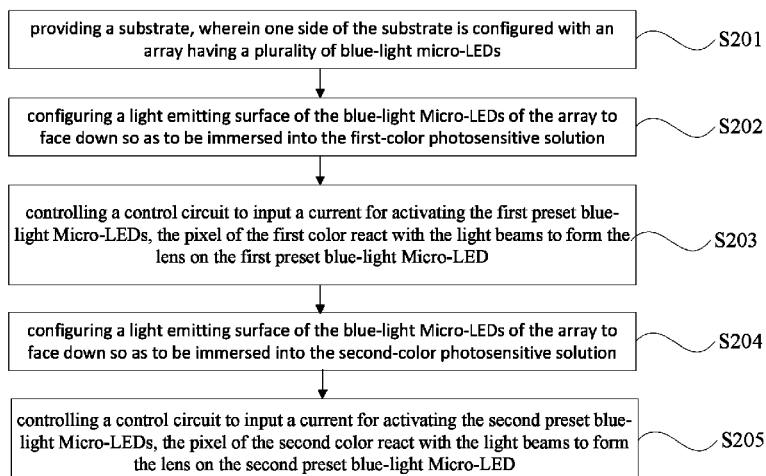 providing a substrate, wherein one side of the substrate is configured with an
array having a plurality of blue-light micro-LEDs
S201
configuring a light emitting surface of the blue-light Micro-LEDs of the array to
face down so as to be immersed into the first-color photosensitive solution
S202
controlling a control circuit to input a current for activating the first preset blue-
light Micro-LEDs, the pixel of the first color react with the light beams to form the
lens on the first preset blue-light Micro-LED
S203
configuring a light emitting surface of the blue-light Micro-LEDs of the array to
face down so as to be immersed into the second-color photosensitive solution
S204
controlling a control circuit to input a current for activating the second preset blue-
light Micro-LEDs, the pixel of the second color react with the light beams to form
the lens on the second preset blue-light Micro-LED
S205